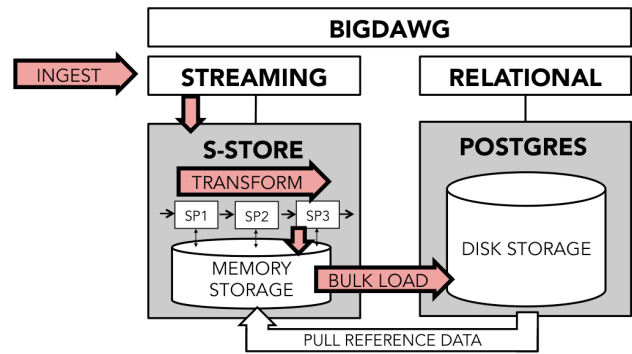 BIGDAWG
INGEST
STREAMING
RELATIONAL
S-STORE
POSTGRES
TRANSFORM
SP1
SP2
SP3
DISK STORAGE
MEMORY
STORAGE
BULK LOAD
PULL REFERENCE DATA